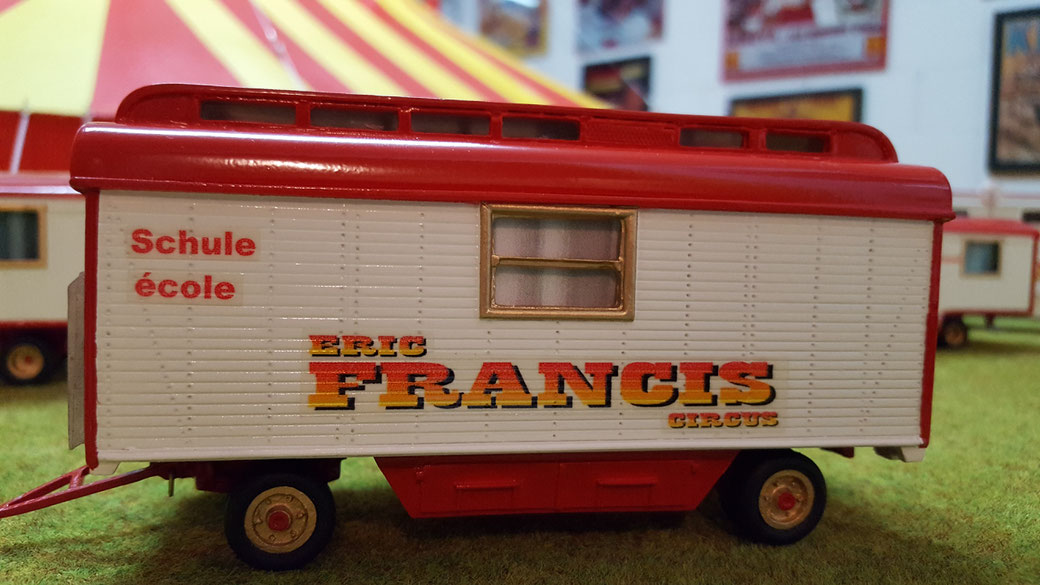 Schule
école
ERIC
FRANCIS
CIRCUS